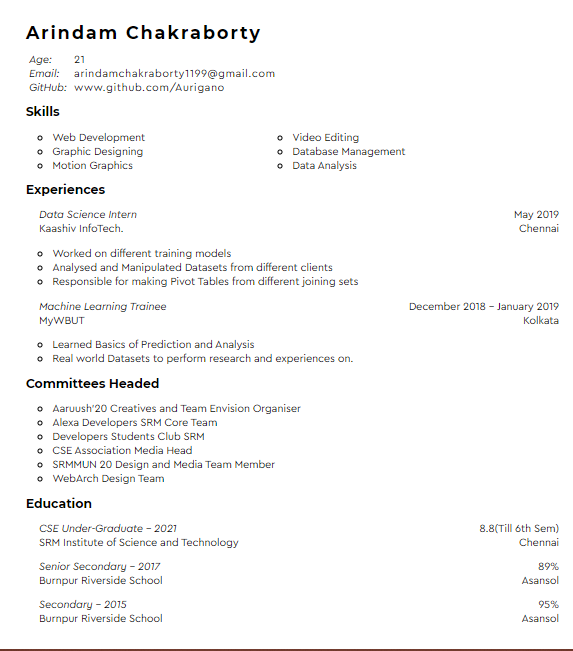 Arindam Chakraborty
Age: 21
Email: arindamchakraborty1199@gmail.com
GitHub: www.github.com/Aurigano
Skills
Web Development
Graphic Designing
Motion Graphics
Video Editing
Database Management
Data Analysis
Experiences
Data Science Intern May 2019
Kaashiv InfoTech. Chennai
Worked on different training models
Analysed and Manipulated Datasets from different clients
Responsible for making Pivot Tables from different joining sets
Machine Learning Trainee December 2018 – January 2019
MyWBUT Kolkata
Learned Basics of Prediction and Analysis
Real world Datasets to perform research and experiences on.
Committees Headed
Aaruush'20 Creatives and Team Envision Organiser
Alexa Developers SRM Core Team
Developers Students Club SRM
CSE Association Media Head
SRMMUN 20 Design and Media Team Member
WebArch Design Team
Education
CSE Under-Graduate – 2021 8.8(Till 6th Sem)
SRM Institute of Science and Technology Chennai
Senior Secondary – 2017 89%
Burnpur Riverside School Asansol
Secondary – 2015 95%
Burnpur Riverside School Asansol